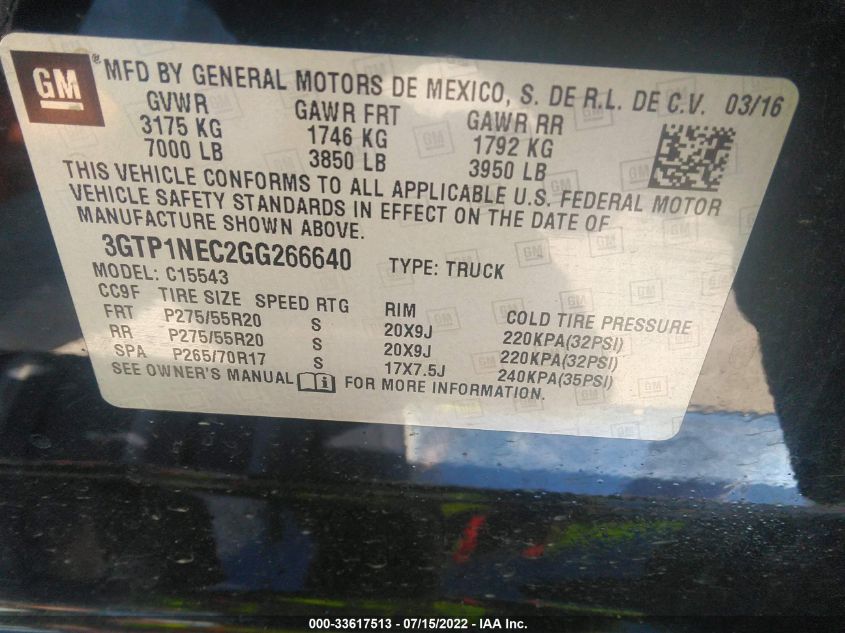 GM ® MFD BY GENERAL MOTORS DE MEXICO, S. DE R.L. DE C.V. 03/16
GVWR GAWR FRT GAWR RR
3175 KG 1746 KG 1792 KG
7000 LB 3850 LB 3950 LB
THIS VEHICLE CONFORMS TO ALL APPLICABLE U.S. FEDERAL MOTOR
VEHICLE SAFETY STANDARDS IN EFFECT ON THE DATE OF
MANUFACTURE SHOWN ABOVE.
3GTP1NEC2GG266640 TYPE: TRUCK
MODEL: C15543
CC9F TIRE SIZE SPEED RTG RIM COLD TIRE PRESSURE
FRT P275/55R20 S 20X9J 220KPA(32PSI)
RR P275/55R20 S 20X9J 220KPA(32PSI)
SPA P265/70R17 S 17X7.5J 240KPA(35PSI)
SEE OWNER'S MANUAL FOR MORE INFORMATION.
000-33617513 - 07/15/2022 - IAA Inc.